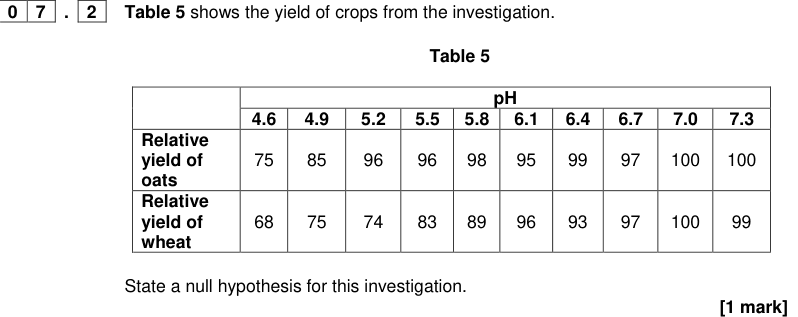 0 7 . 2 Table 5 shows the yield of crops from the investigation.
Table 5
pH
4.6 4.9 5.2 5.5 5.8 6.1 6.4 6.7 7.0 7.3
Relative
yield of
oats
75 85 96 96 98 95 99 97 100 100
Relative
yield of
wheat
68 75 74 83 89 96 93 97 100 99
State a null hypothesis for this investigation.
[1 mark]